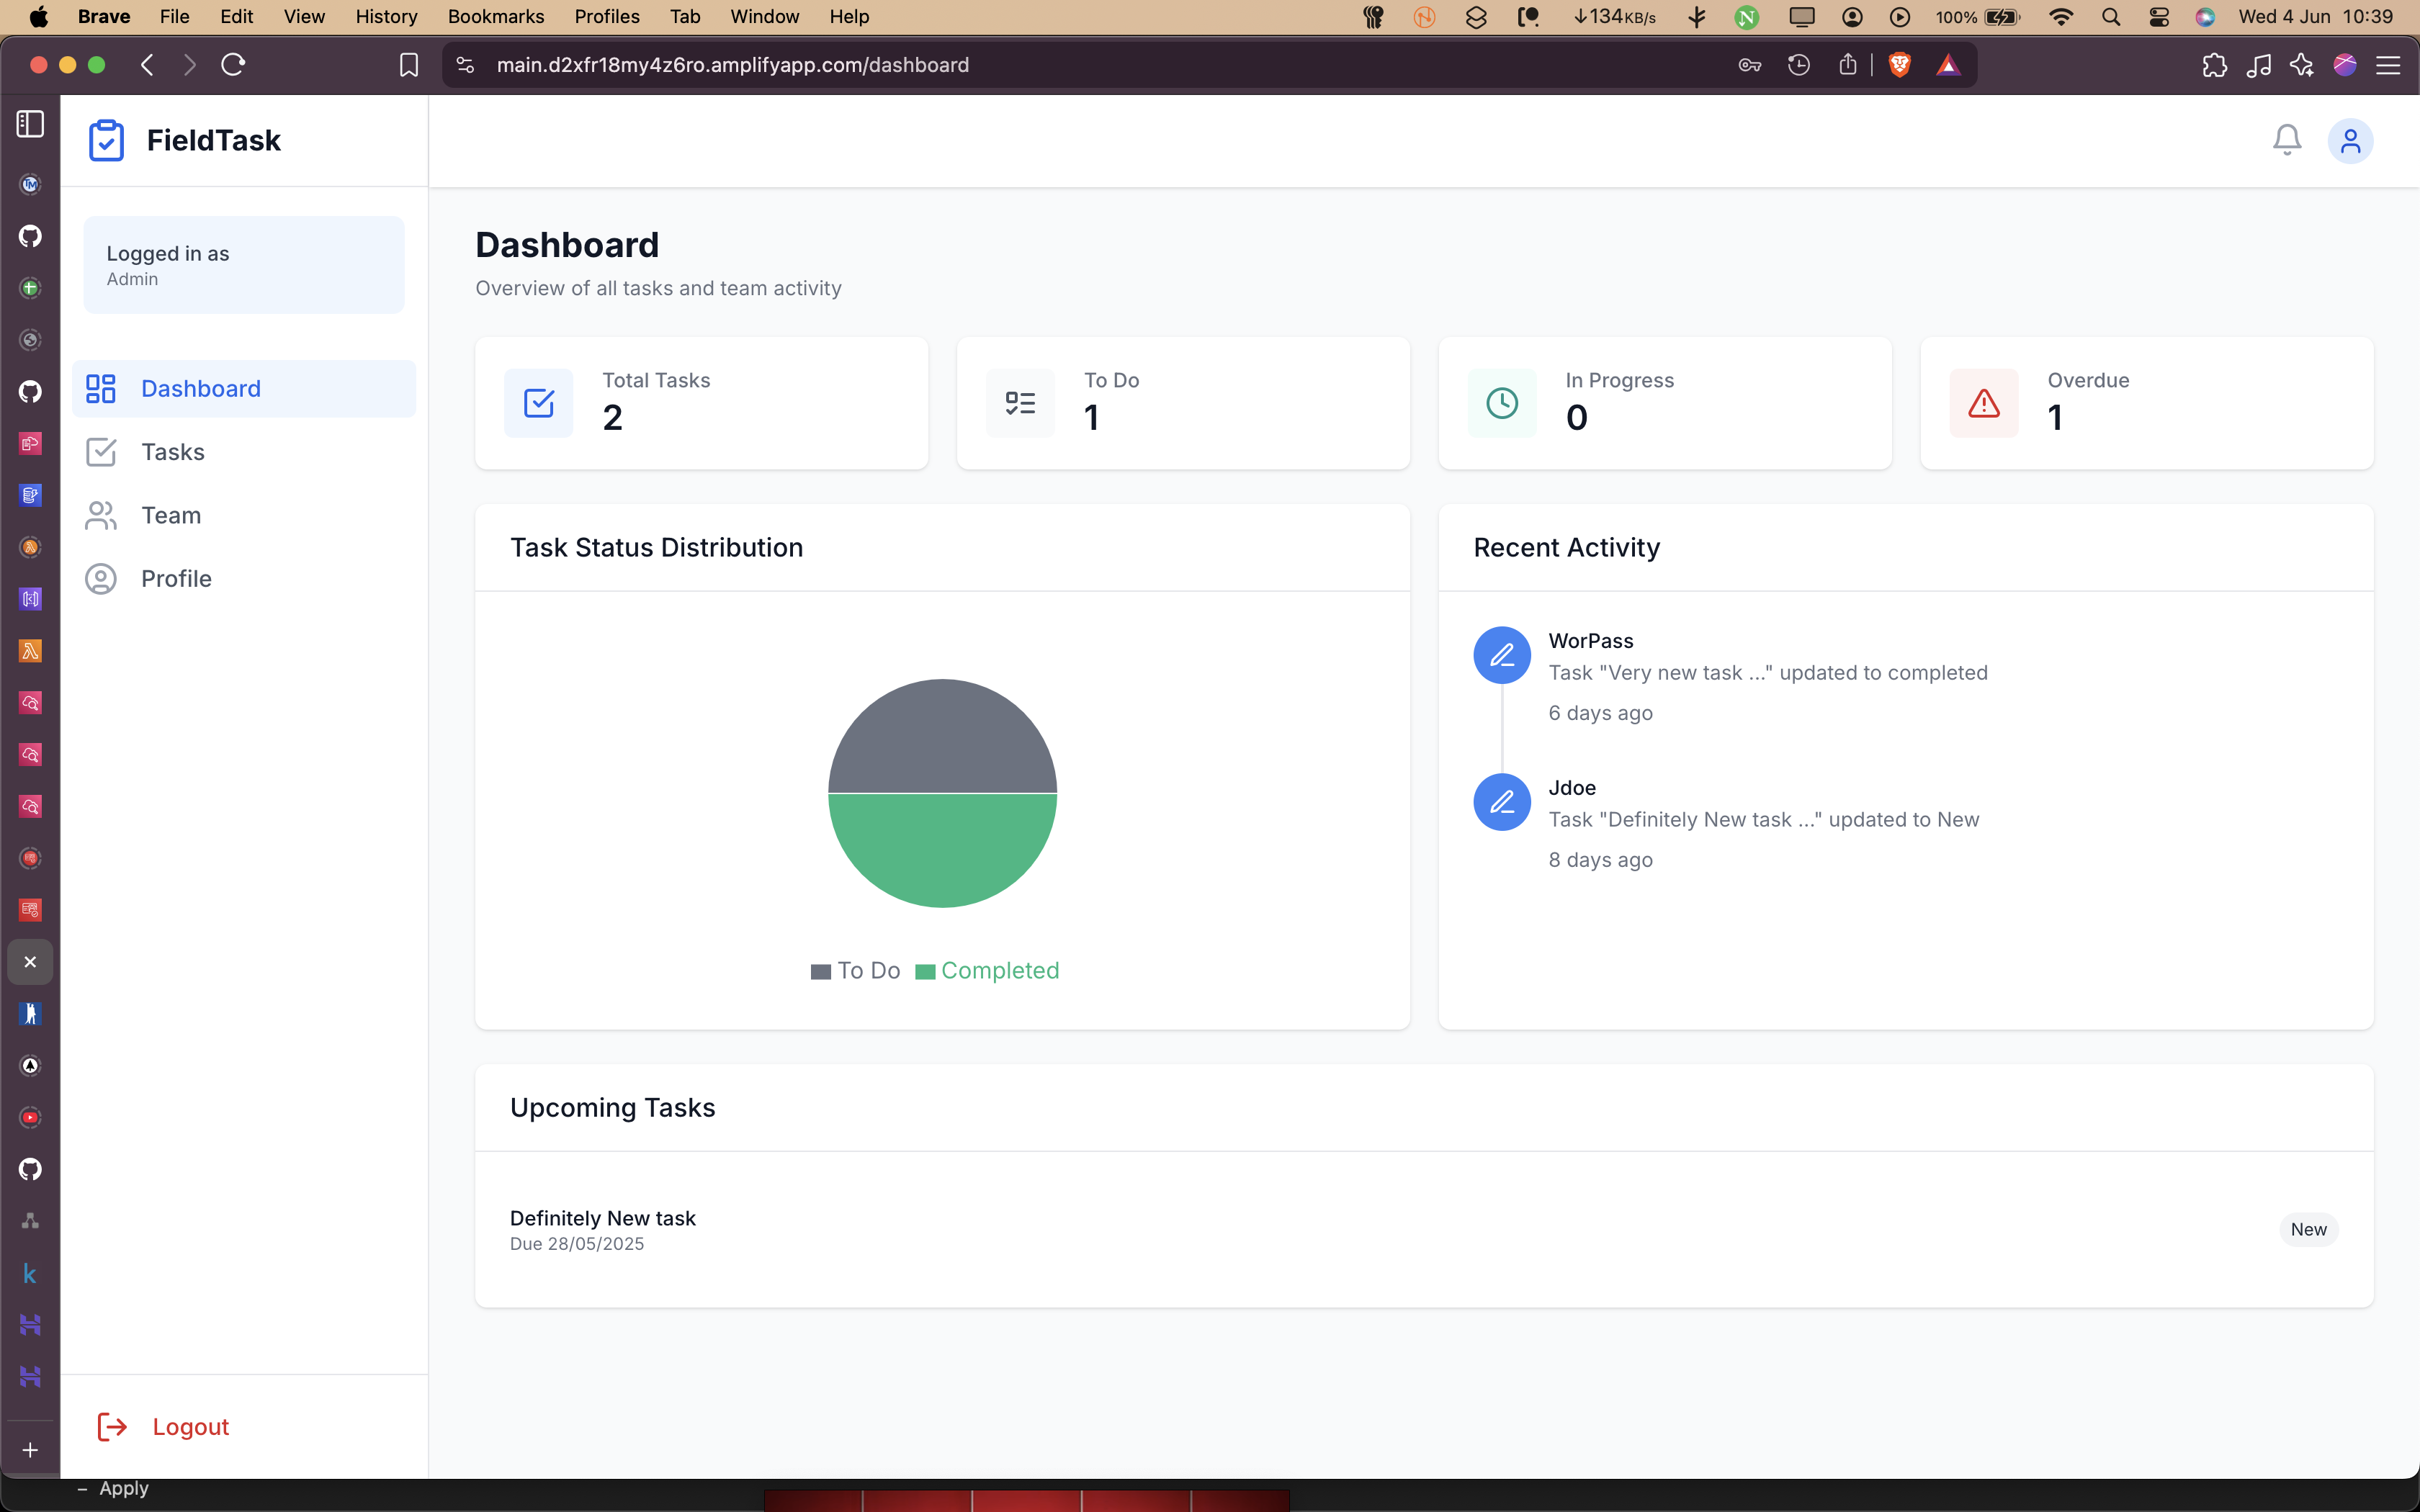 Brave File Edit View History Bookmarks Profiles Tab Window Help ↓134KB/s N 100% Wed 4 Jun 10:39
main.d2xfr18my4z6ro.amplifyapp.com/dashboard
FieldTask
Logged in as
Admin
Dashboard
Tasks
Team
Profile
Logout
Dashboard
Overview of all tasks and team activity
Total Tasks
2
To Do
1
In Progress
0
Overdue
1
Task Status Distribution
To Do Completed
Recent Activity
WorPass
Task "Very new task ..." updated to completed
6 days ago
Jdoe
Task "Definitely New task ..." updated to New
8 days ago
Upcoming Tasks
Definitely New task
Due 28/05/2025
New
k
– Apply